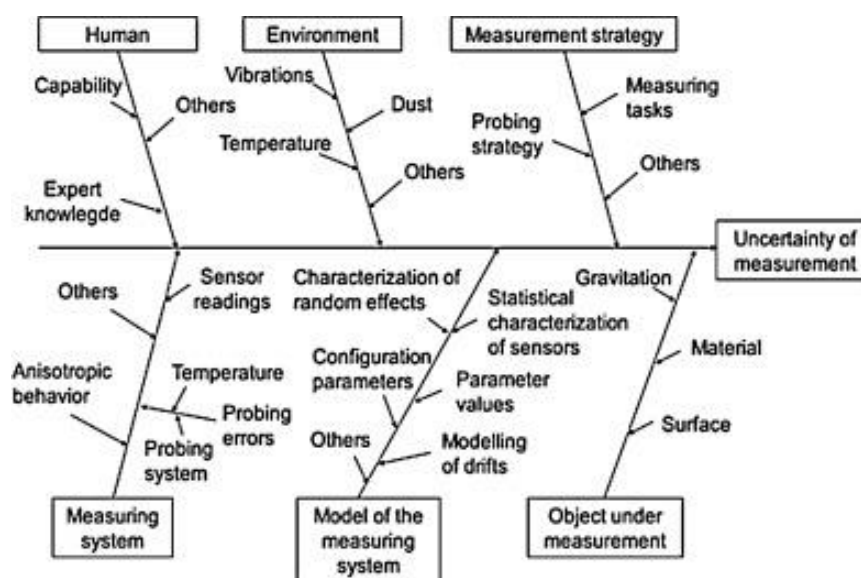 Human
Environment
Measurement strategy
Capability
Others
Expert
knowlegde
Vibrations
Dust
Temperature
Others
Measuring
tasks
Probing
strategy
Others
Uncertainty of
measurement
Sensor
readings
Others
Anisotropic
behavior
Temperature
Probing
errors
Probing
system
Characterization of
random effects
Statistical
characterization
of sensors
Configuration
parameters
Parameter
values
Others
Modelling
of drifts
Gravitation
Material
Surface
Measuring
system
Model of the
measuring
system
Object under
measurement